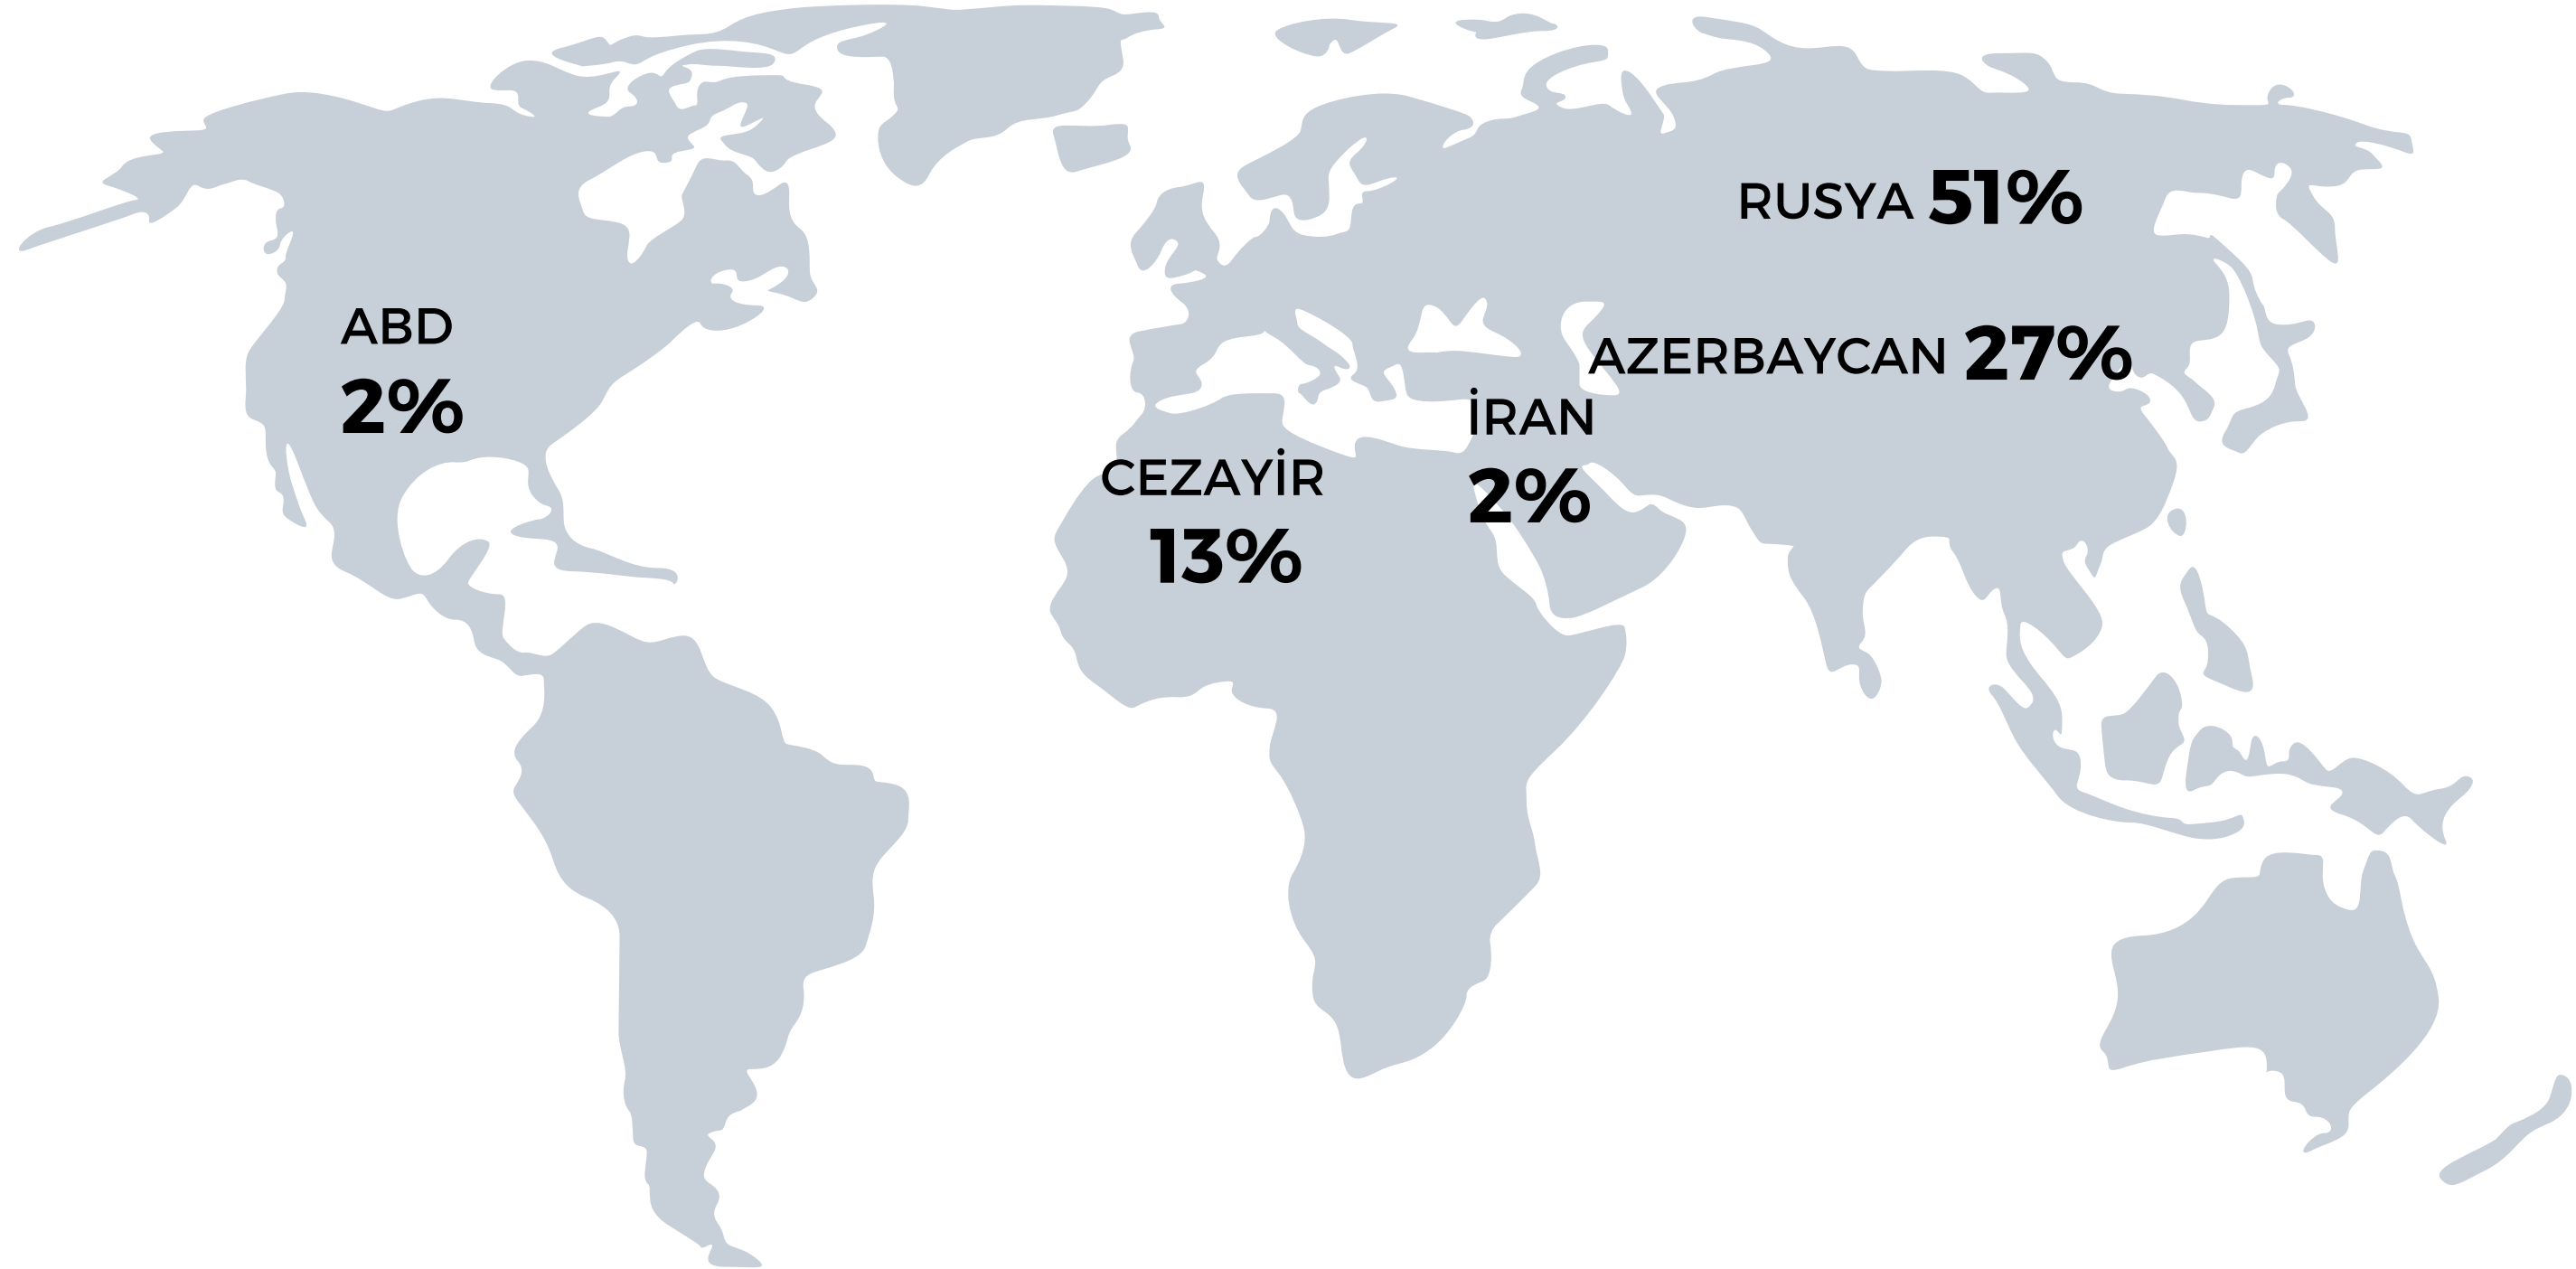 RUSYA 51%
ABD
2%
AZERBAYCAN 27%
İRAN
2%
CEZAYİR
13%